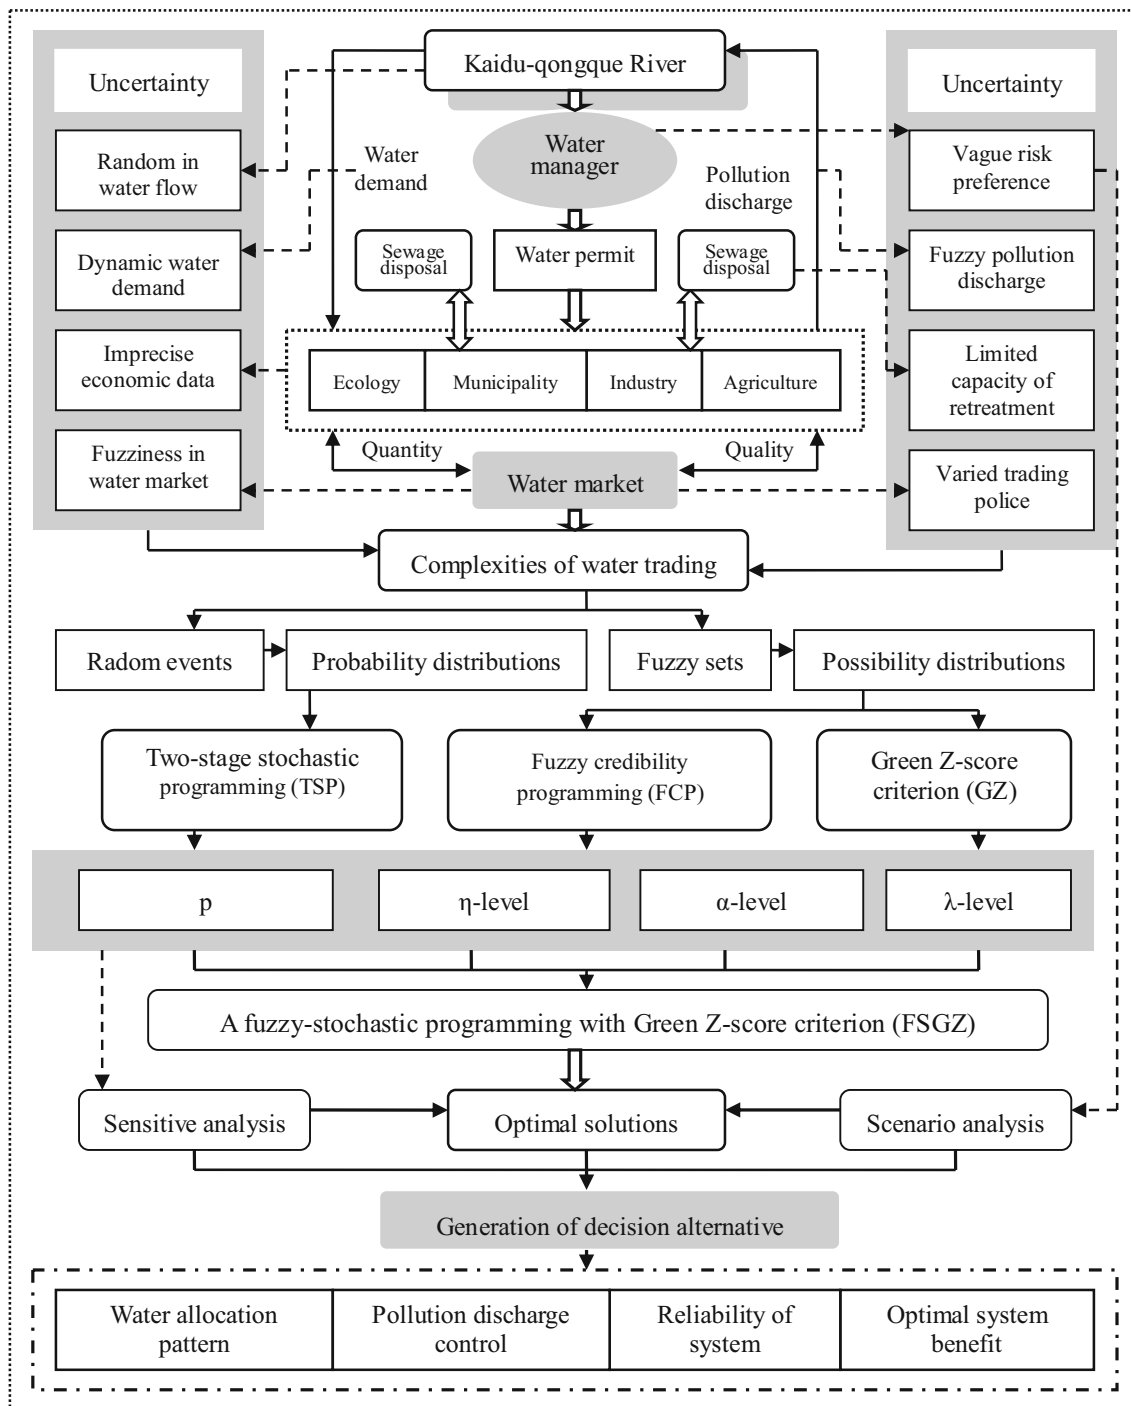 Uncertainty
Random in
water flow
Dynamic water
demand
Imprecise
economic data
Fuzziness in
water market
Kaidu-qongque River
Water
manager
Water
demand
Pollution
discharge
Sewage
disposal
Water permit
Sewage
disposal
Ecology
Municipality
Industry
Agriculture
Quantity
Quality
Water market
Uncertainty
Vague risk
preference
Fuzzy pollution
discharge
Limited
capacity of
retreatment
Varied trading
police
Complexities of water trading
Radom events
Probability distributions
Fuzzy sets
Possibility distributions
Two-stage stochastic
programming (TSP)
Fuzzy credibility
programming (FCP)
Green Z-score
criterion (GZ)
p
η-level
α-level
λ-level
A fuzzy-stochastic programming with Green Z-score criterion (FSGZ)
Sensitive analysis
Optimal solutions
Scenario analysis
Generation of decision alternative
Water allocation
pattern
Pollution discharge
control
Reliability of
system
Optimal system
benefit